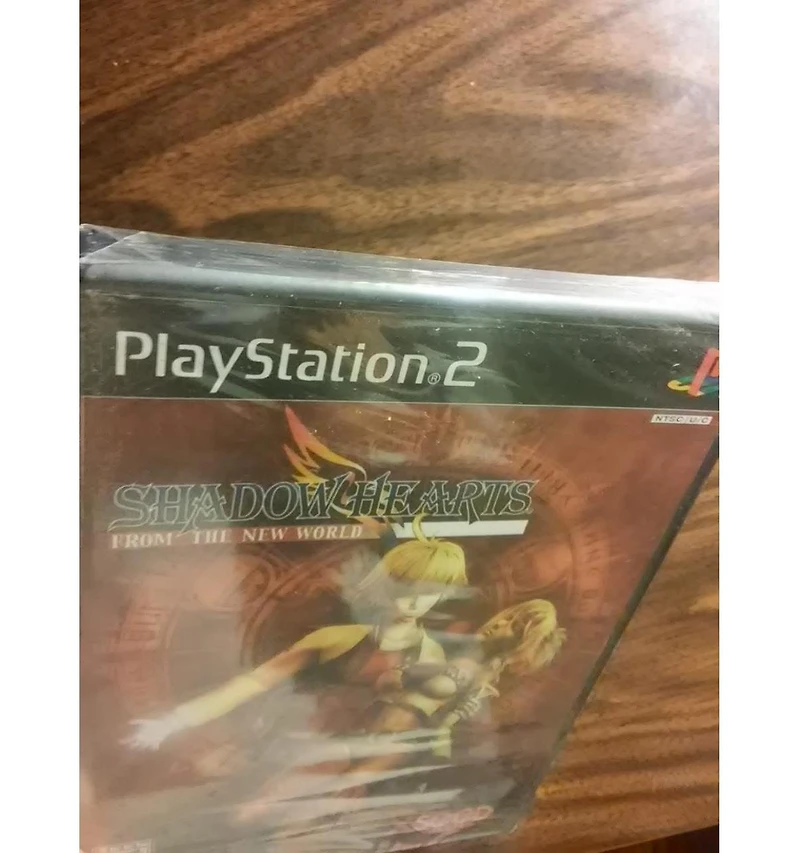 PlayStation®2
NTSC U/C
SHADOW HEARTS
FROM THE NEW WORLD